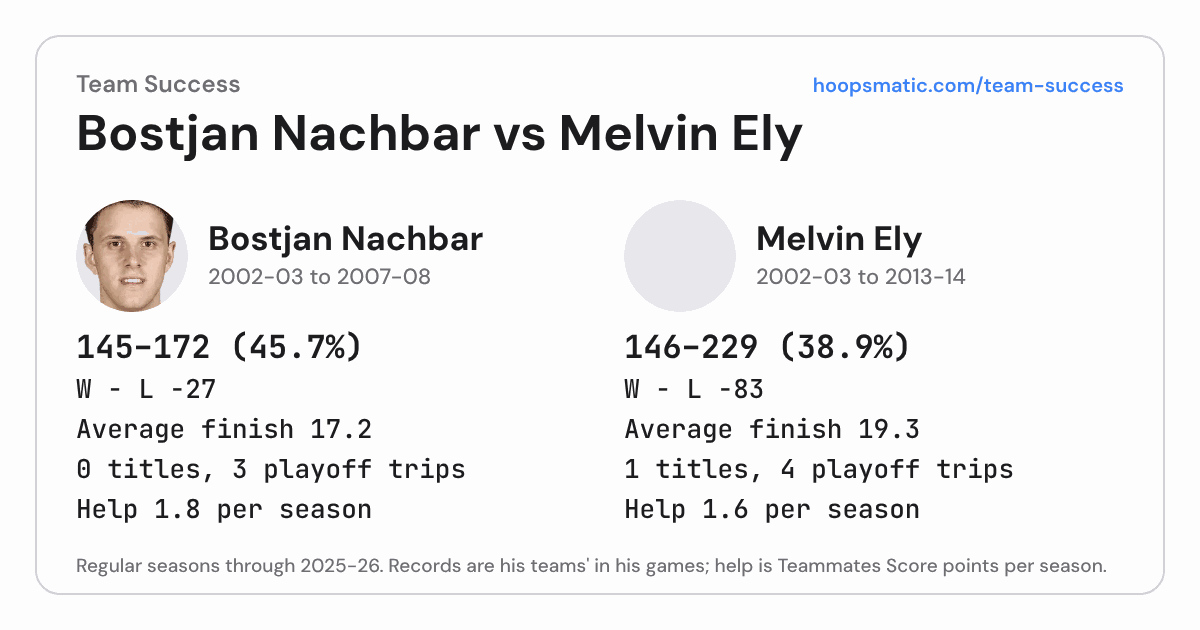 Team Success
hoopsmatic.com/team-success
Bostjan Nachbar vs Melvin Ely
Bostjan Nachbar
2002-03 to 2007-08
145-172 (45.7%)
W - L -27
Average finish 17.2
0 titles, 3 playoff trips
Help 1.8 per season
Melvin Ely
2002-03 to 2013-14
146-229 (38.9%)
W - L -83
Average finish 19.3
1 titles, 4 playoff trips
Help 1.6 per season
Regular seasons through 2025-26. Records are his teams' in his games; help is Teammates Score points per season.